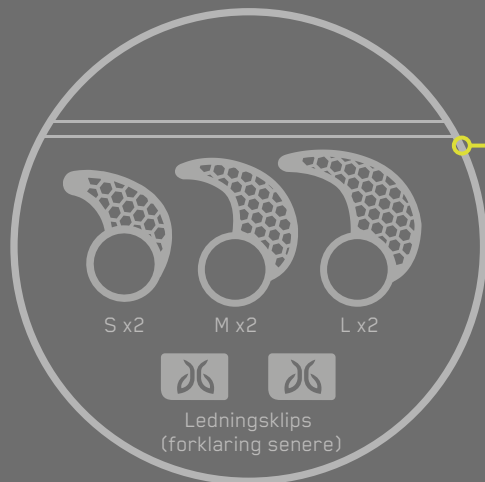 S x2
M x2
L x2
Ledningsklips
(forklaring senere)